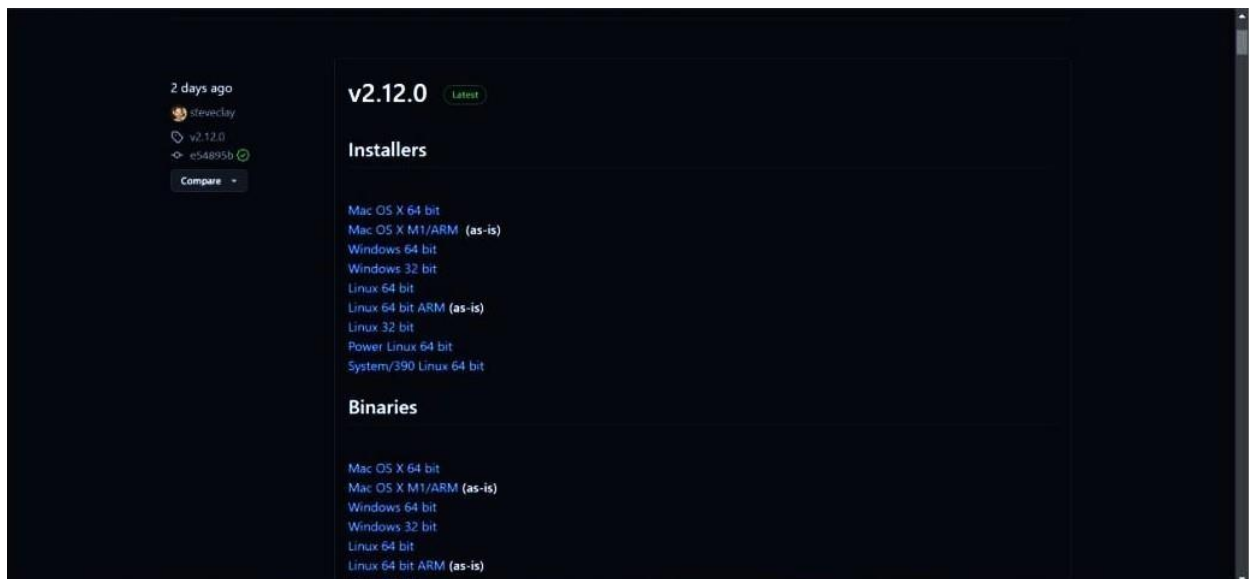 2 days ago
steveclay
v2.12.0
e54895b
Compare
v2.12.0 Latest
Installers
Mac OS X 64 bit
Mac OS X M1/ARM (as-is)
Windows 64 bit
Windows 32 bit
Linux 64 bit
Linux 64 bit ARM (as-is)
Linux 32 bit
Power Linux 64 bit
System/390 Linux 64 bit
Binaries
Mac OS X 64 bit
Mac OS X M1/ARM (as-is)
Windows 64 bit
Windows 32 bit
Linux 64 bit
Linux 64 bit ARM (as-is)